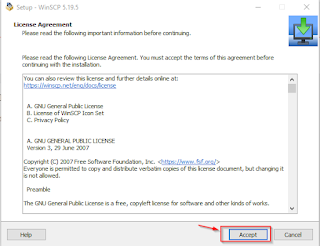 Setup - WinSCP 5.19.5
License Agreement
Please read the following important information before continuing.
Please read the following License Agreement. You must accept the terms of this agreement before
continuing with the installation.
You can also review this license and further details online at:
https://winscp.net/eng/docs/license
A. GNU General Public License
B. License of WinSCP Icon Set
C. Privacy Policy
A. GNU GENERAL PUBLIC LICENSE
Version 3, 29 June 2007
Copyright (C) 2007 Free Software Foundation, Inc. <https://www.fsf.org/>
Everyone is permitted to copy and distribute verbatim copies of this license document, but changing it
is not allowed.
Preamble
The GNU General Public License is a free, copyleft license for software and other kinds of works.
Help
Accept
Cancel